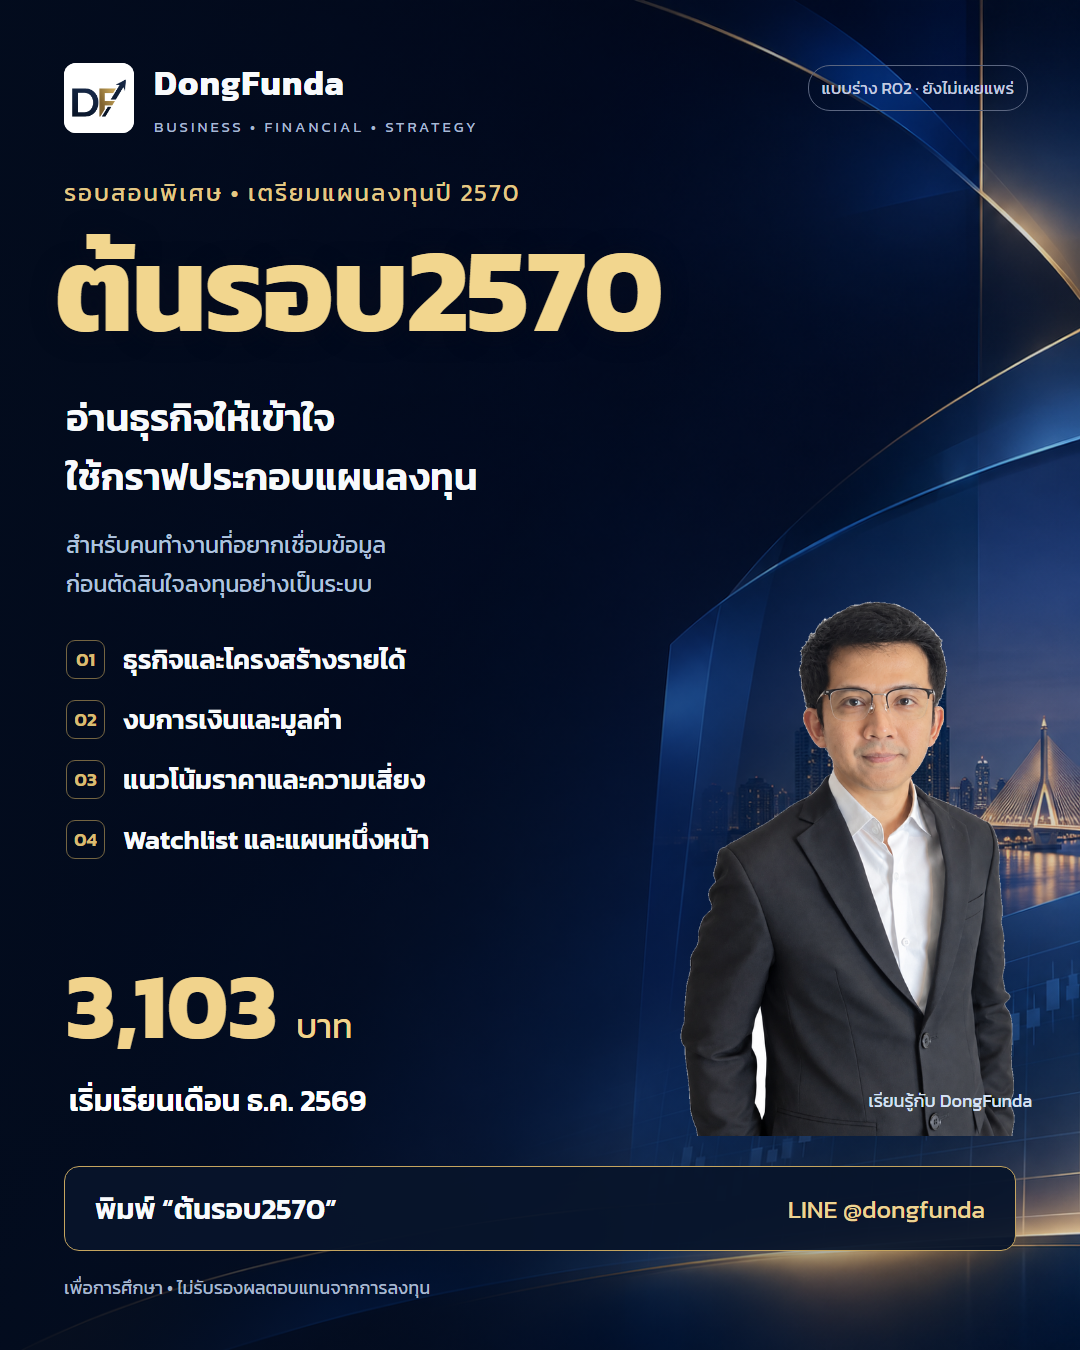 DF
DongFunda
BUSINESS • FINANCIAL • STRATEGY
แบบร่าง R02 · ยังไม่เผยแพร่
รอบสอนพิเศษ • เตรียมแผนลงทุนปี 2570
ต้นรอบ2570
อ่านธุรกิจให้เข้าใจ
ใช้กราฟประกอบแผนลงทุน
สำหรับคนทำงานที่อยากเชื่อมข้อมูล
ก่อนตัดสินใจลงทุนอย่างเป็นระบบ
01 ธุรกิจและโครงสร้างรายได้
02 งบการเงินและมูลค่า
03 แนวโน้มราคาและความเสี่ยง
04 Watchlist และแผนหนึ่งหน้า
3,103 บาท
เริ่มเรียนเดือน ธ.ค. 2569
เรียนรู้กับ DongFunda
พิมพ์ “ต้นรอบ2570” LINE @dongfunda
เพื่อการศึกษา • ไม่รับรองผลตอบแทนจากการลงทุน